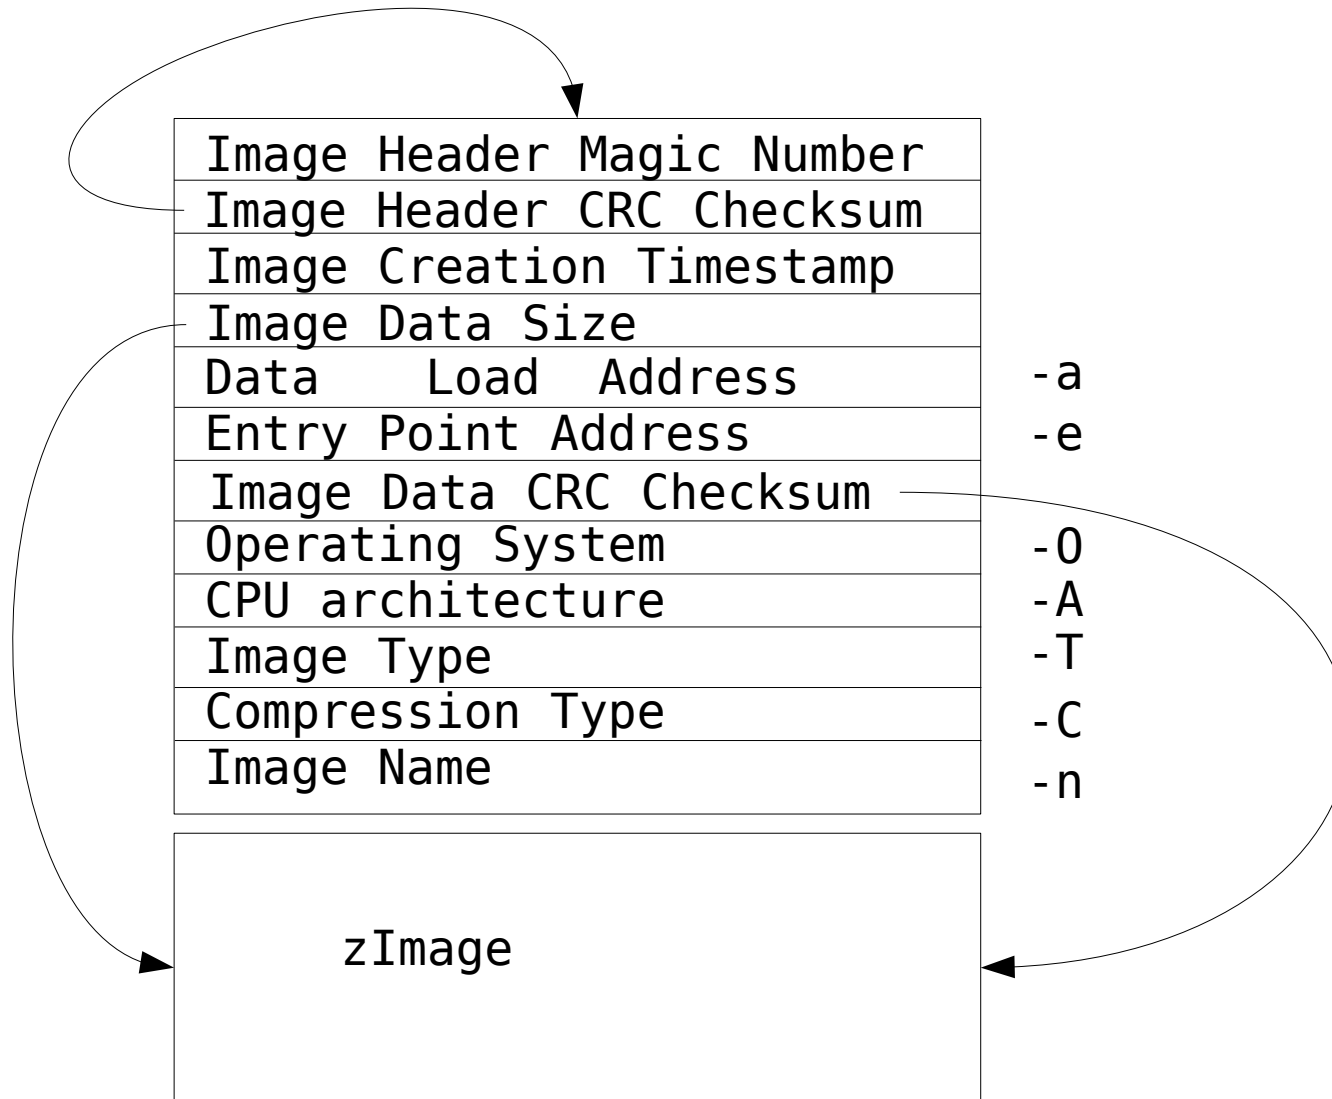 Image Header Magic Number
Image Header CRC Checksum
Image Creation Timestamp
Image Data Size
Data Load Address -a
Entry Point Address -e
Image Data CRC Checksum
Operating System -O
CPU architecture -A
Image Type -T
Compression Type -C
Image Name -n
zImage